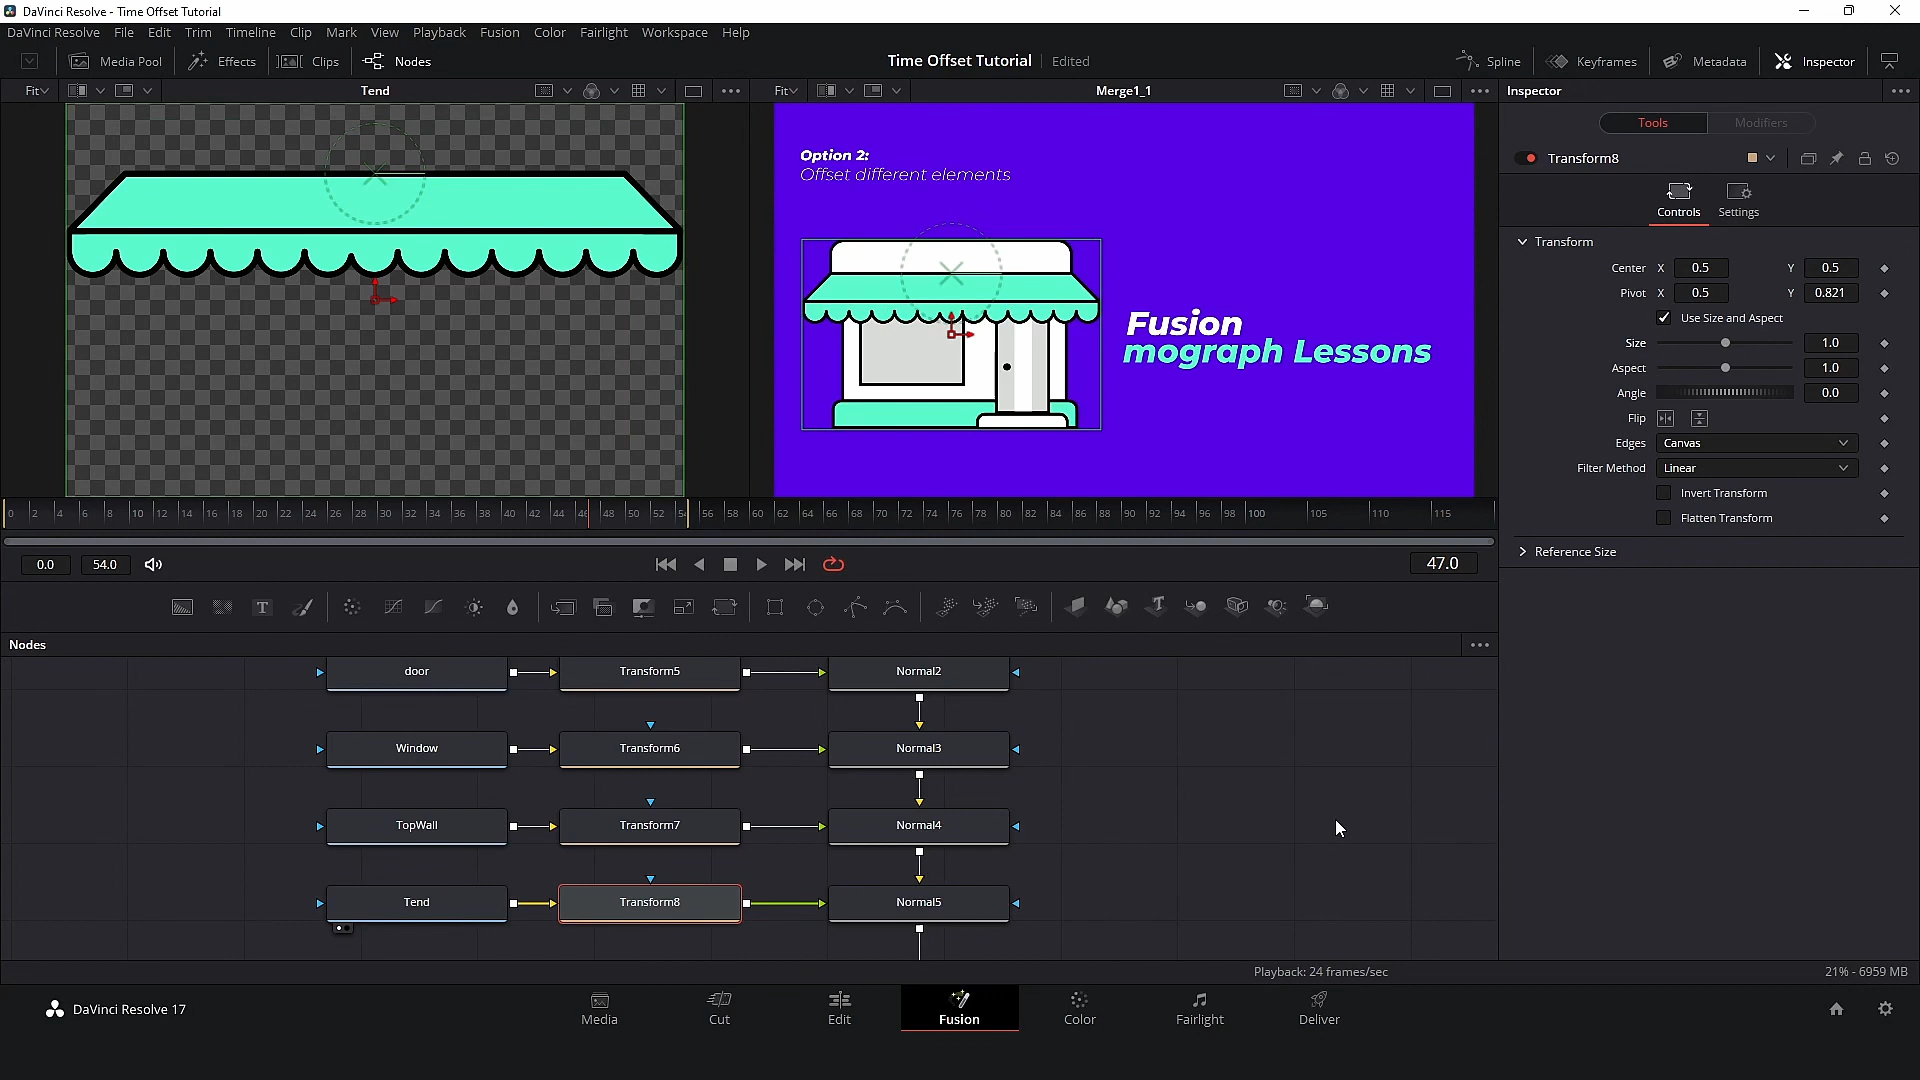 DaVinci Resolve - Time Offset Tutorial
DaVinci Resolve File Edit Trim Timeline Clip Mark View Playback Fusion Color Fairlight Workspace Help
Media Pool Effects Clips Nodes Time Offset Tutorial Edited Spline Keyframes Metadata Inspector
Fit Tend Fit Merge1_1 Inspector
Tools Modifiers
Transform8
Controls Settings
Transform
Center X 0.5 Y 0.5
Pivot X 0.5 Y 0.821
Use Size and Aspect
Size 1.0
Aspect 1.0
Angle 0.0
Flip
Edges Canvas
Filter Method Linear
Invert Transform
Flatten Transform
Reference Size
Option 2:
Offset different elements
Fusion
mograph Lessons
0 2 4 6 8 10 12 14 16 18 20 22 24 26 28 30 32 34 36 38 40 42 44 48 50 52 56 58 60 62 64 66 68 70 72 74 76 78 80 82 84 86 88 90 92 94 96 98 100 105 110 115
0.0 54.0 47.0
Nodes
door Transform5 Normal2
Window Transform6 Normal3
TopWall Transform7 Normal4
Tend Transform8 Normal5
Playback: 24 frames/sec 21% - 6959 MB
DaVinci Resolve 17 Media Cut Edit Fusion Color Fairlight Deliver